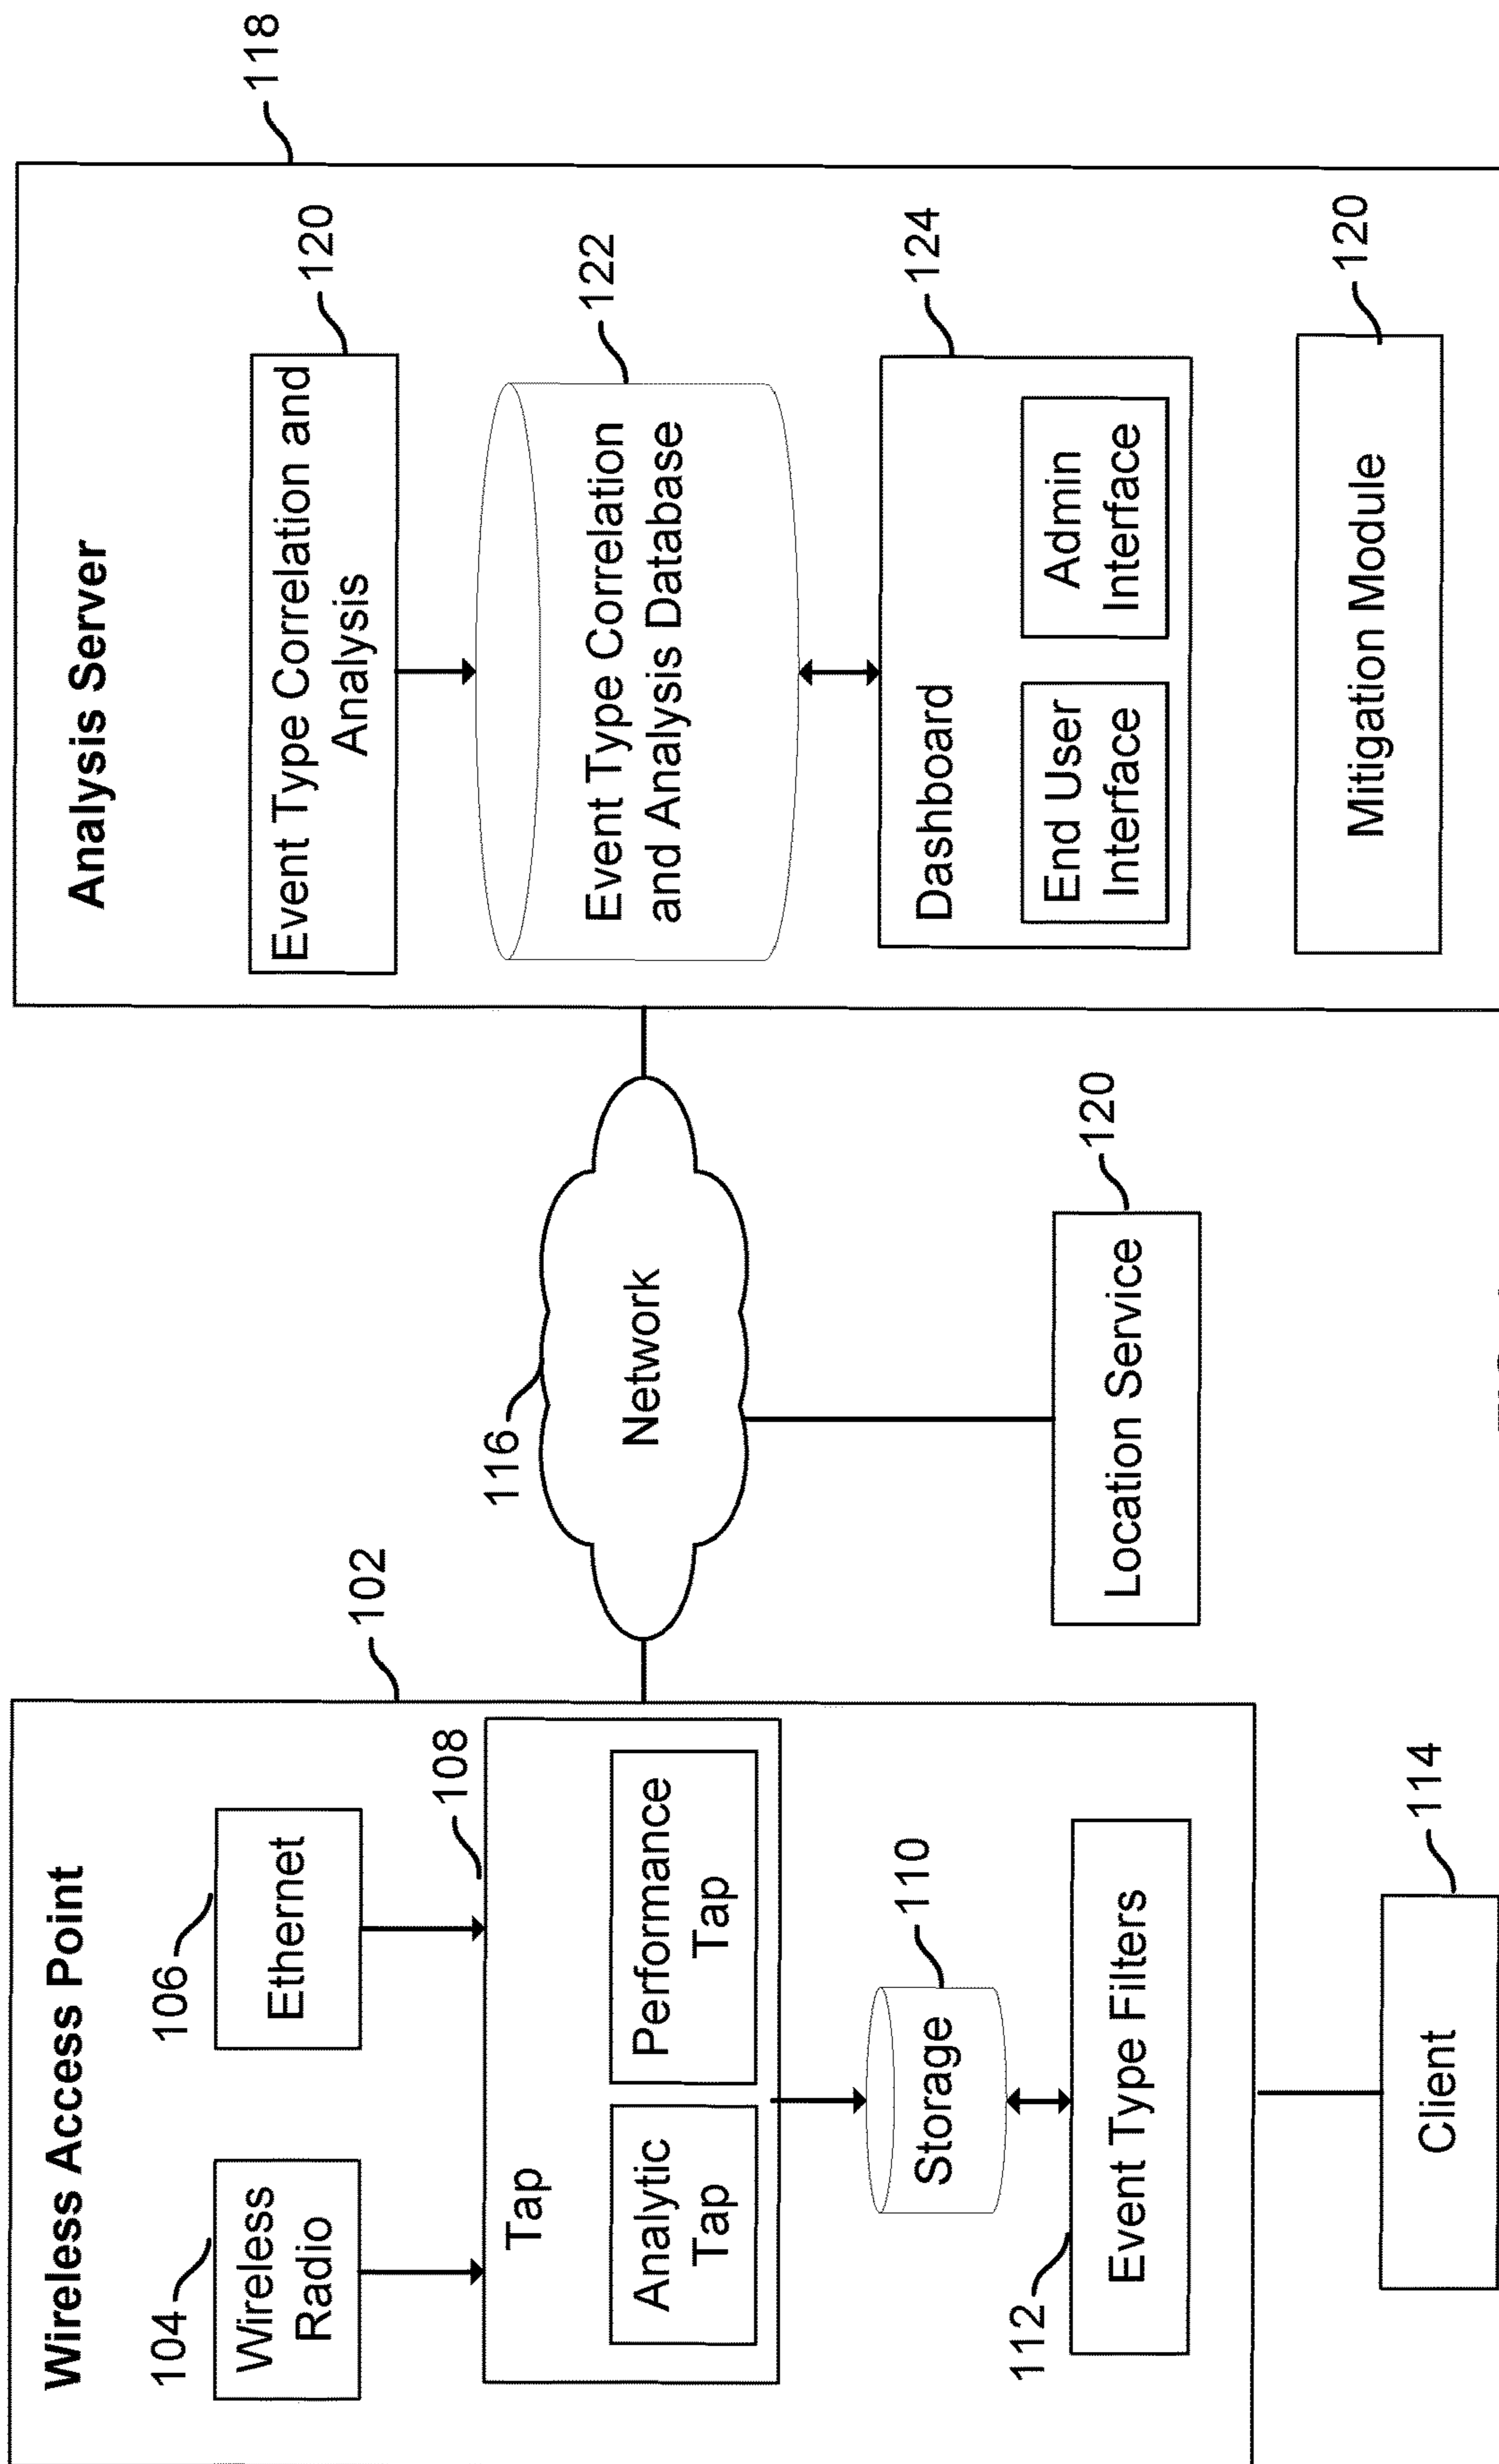 Wireless Access Point
104
Wireless
Radio
106
Ethernet
102
108
Tap
Analytic
Tap
Performance
Tap
110
Storage
112
Event Type Filters
114
Client
116
Network
120
Location Service
118
Analysis Server
120
Event Type Correlation and
Analysis
122
Event Type Correlation
and Analysis Database
124
Dashboard
End User
Interface
Admin
Interface
120
Mitigation Module